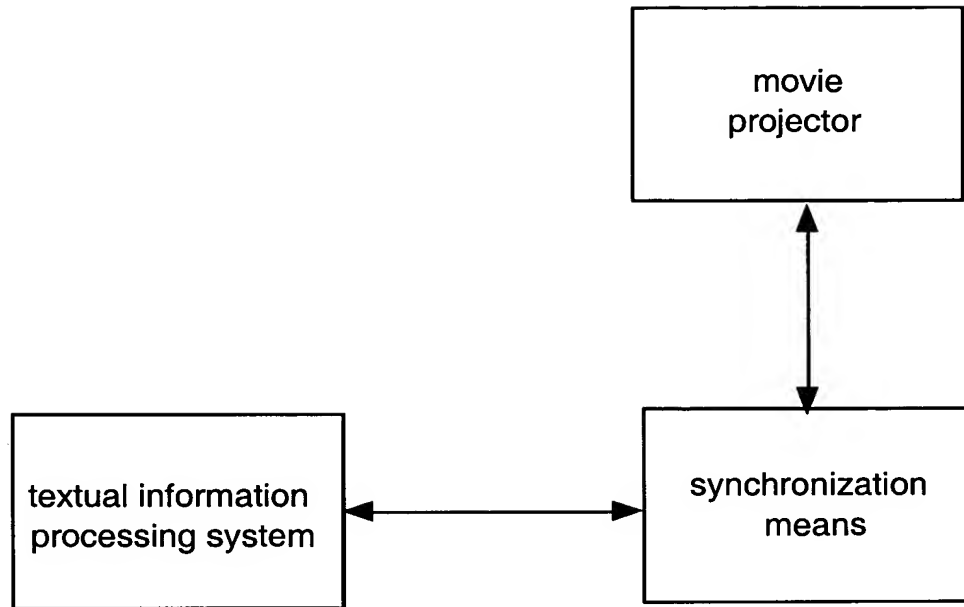 movie
projector
textual information
processing system
synchronization
means